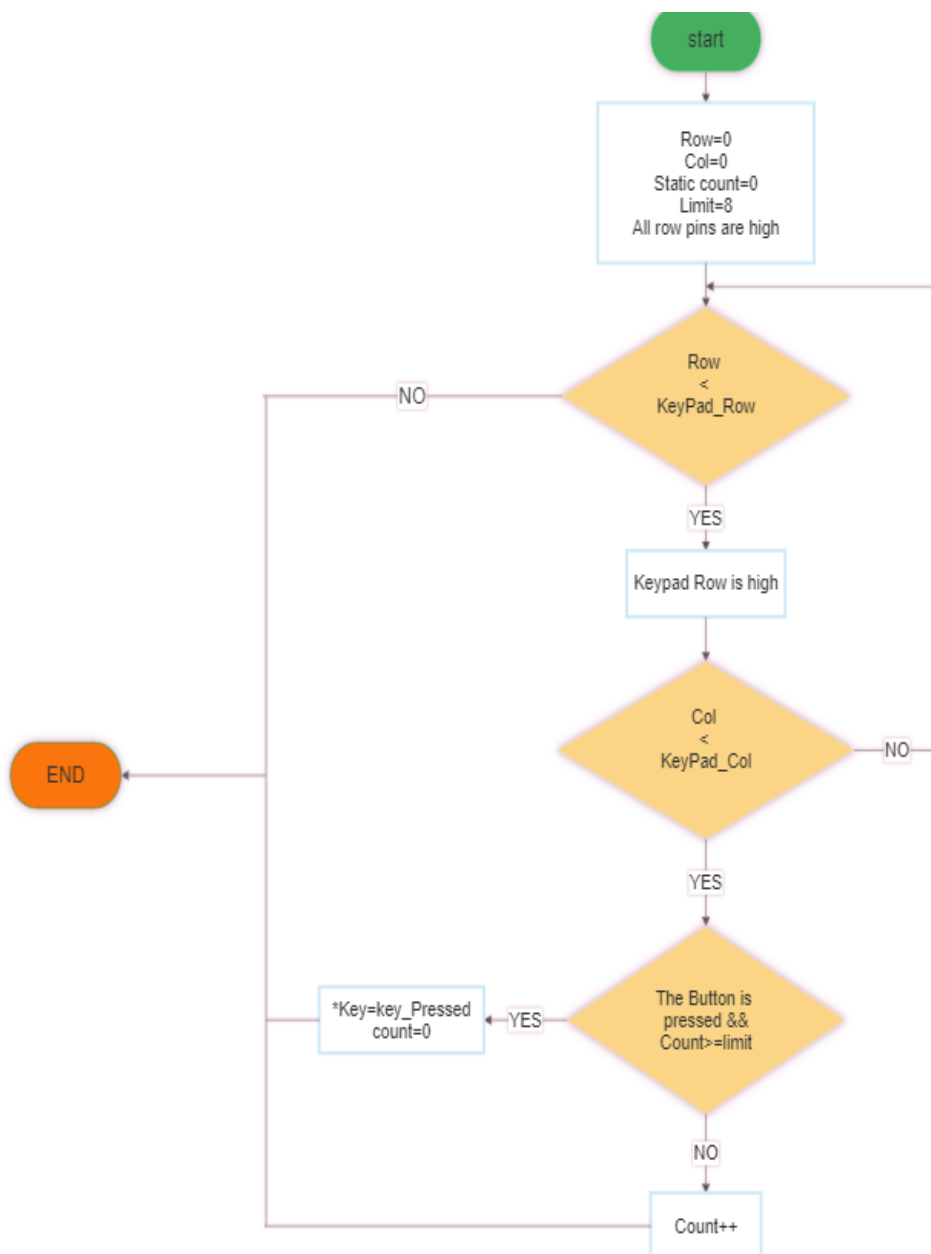 start
Row=0
Col=0
Static count=0
Limit=8
All row pins are high
Row
<
KeyPad_Row
NO
YES
Keypad Row is high
Col
<
KeyPad_Col
NO
END
YES
The Button is
pressed &&
Count>=limit
YES
*Key=key_Pressed
count=0
NO
Count++